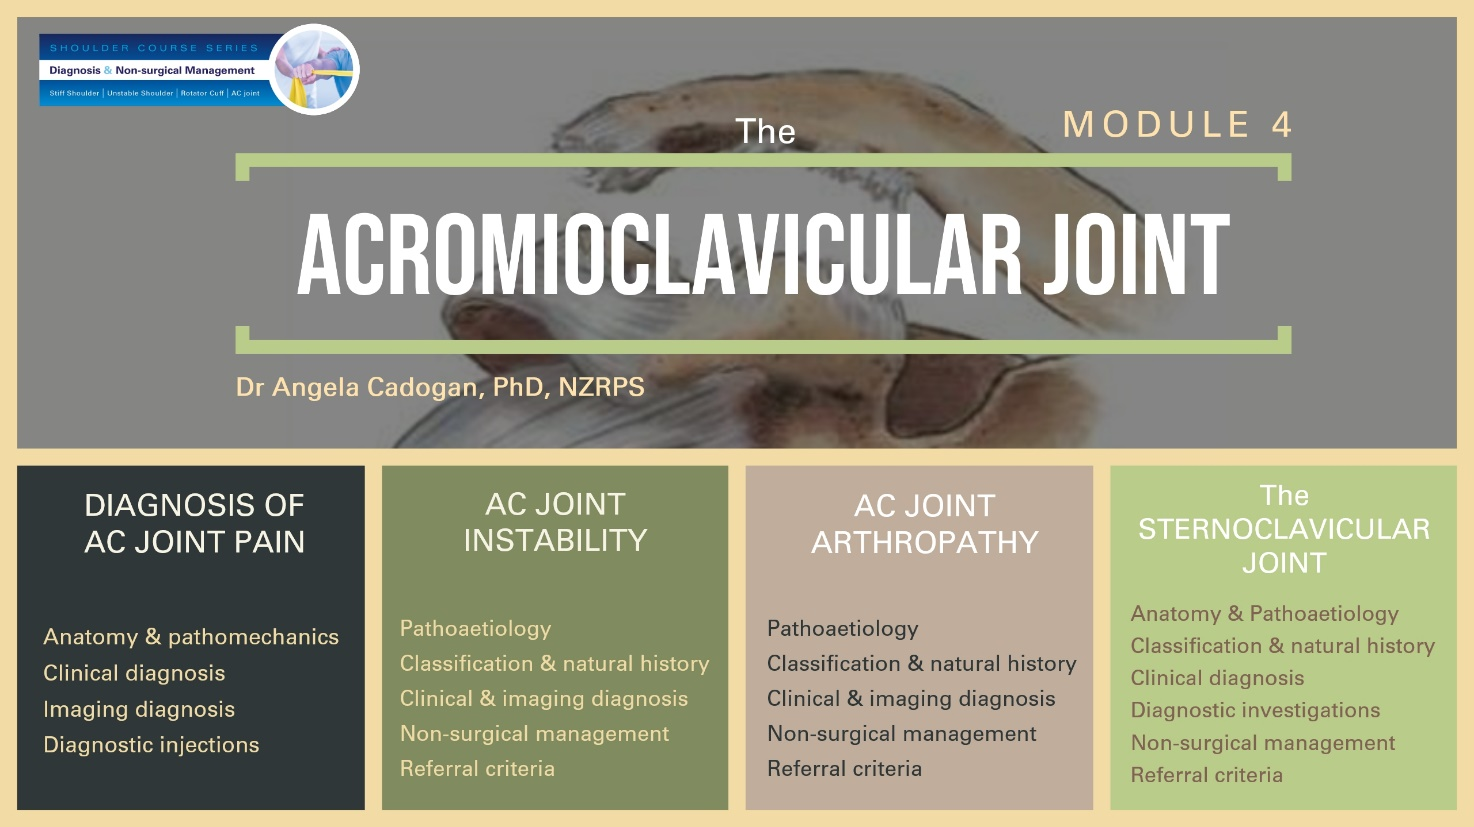 SHOULDER COURSE SERIES
Diagnosis & Non-surgical Management
Stiff Shoulder | Unstable Shoulder | Rotator Cuff | AC joint
MODULE 4
The
ACROMIOCLAVICULAR JOINT
Dr Angela Cadogan, PhD, NZRPS
DIAGNOSIS OF
AC JOINT PAIN
Anatomy & pathomechanics
Clinical diagnosis
Imaging diagnosis
Diagnostic injections
AC JOINT
INSTABILITY
Pathoaetiology
Classification & natural history
Clinical & imaging diagnosis
Non-surgical management
Referral criteria
AC JOINT
ARTHROPATHY
Pathoaetiology
Classification & natural history
Clinical & imaging diagnosis
Non-surgical management
Referral criteria
The
STERNOCLAVICULAR
JOINT
Anatomy & Pathoaetiology
Classification & natural history
Clinical diagnosis
Diagnostic investigations
Non-surgical management
Referral criteria